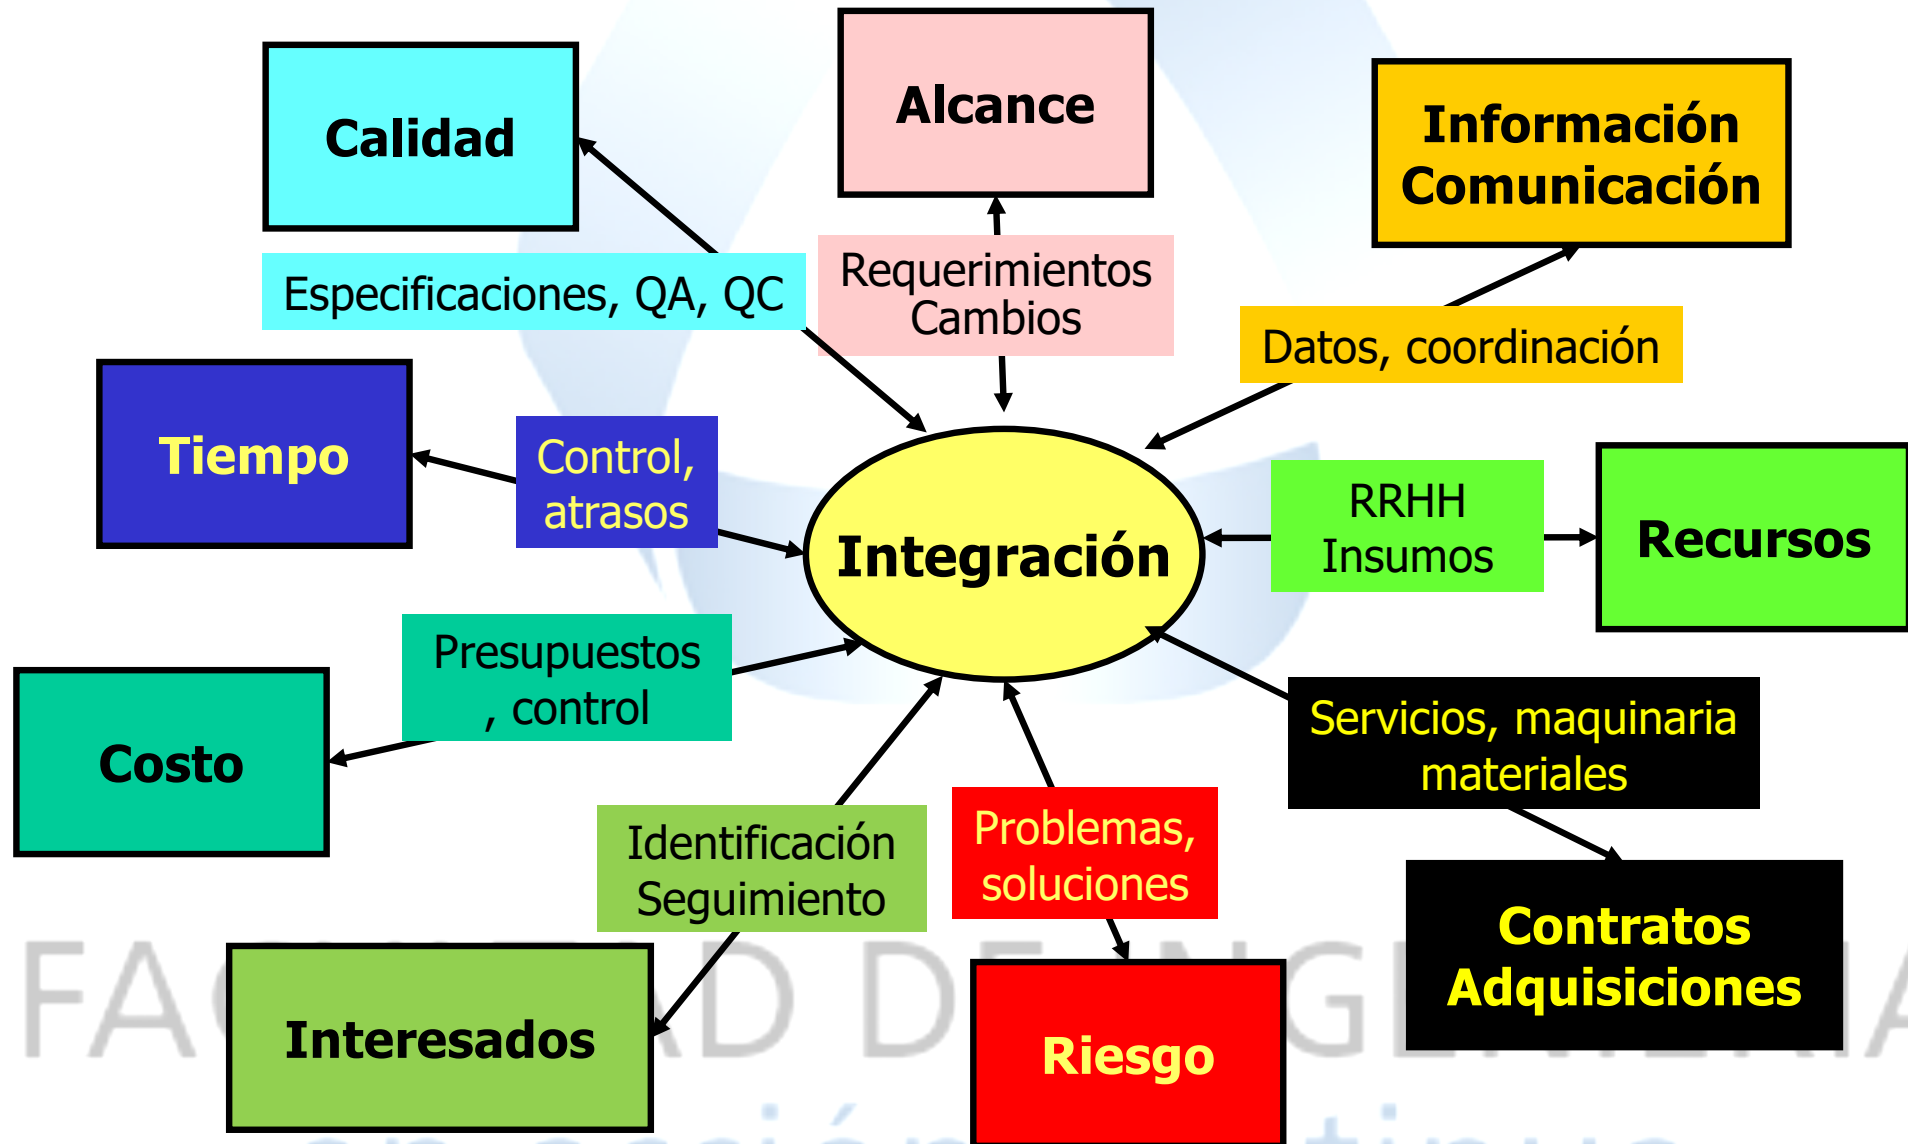 Alcance
Calidad
Información
Comunicación
Requerimientos
Cambios
Especificaciones, QA, QC
Datos, coordinación
Tiempo
Control,
atrasos
Integración
RRHH
Insumos
Recursos
Presupuestos
, control
Costo
Servicios, maquinaria
materiales
Identificación
Seguimiento
Problemas,
soluciones
Contratos
Adquisiciones
Interesados
Riesgo
DE